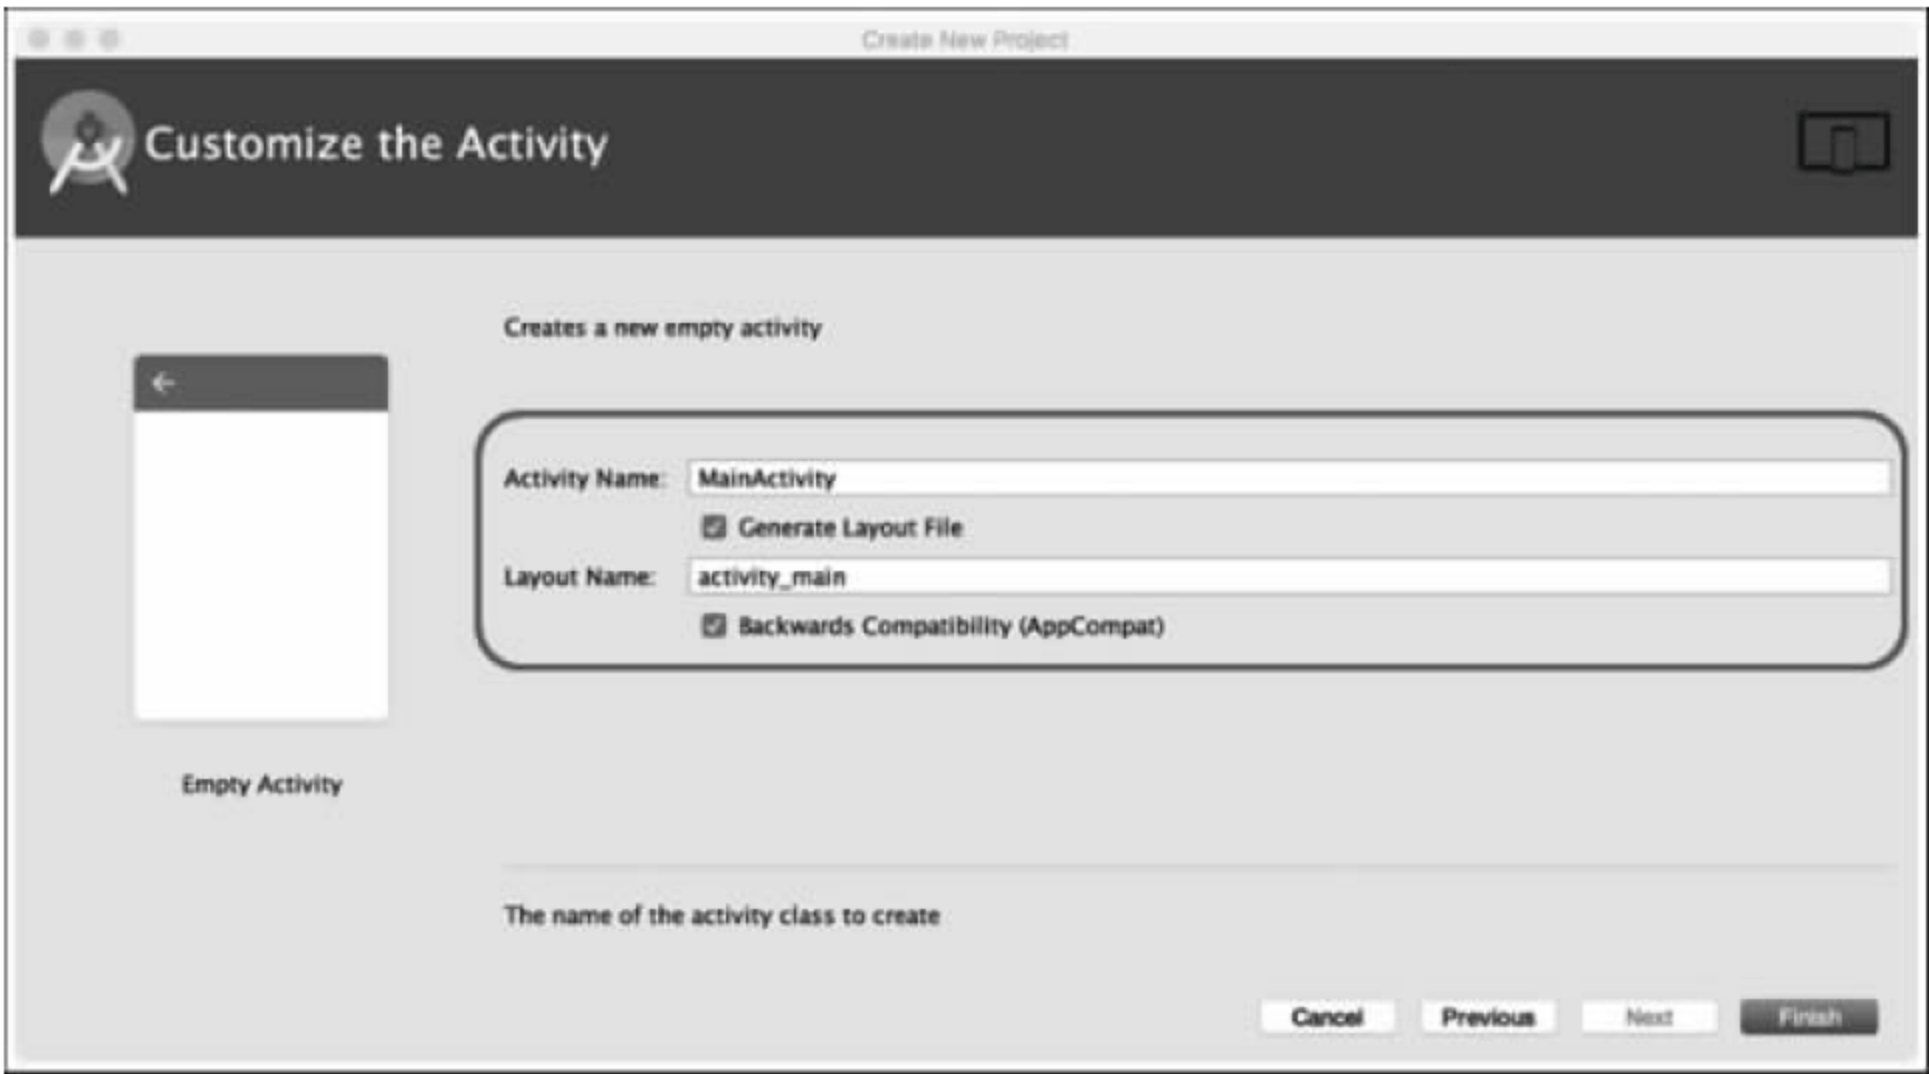 Create New Project
Customize the Activity
Creates a new empty activity
Activity Name: MainActivity
Generate Layout File
Layout Name: activity_main
Backwards Compatibility (AppCompat)
Empty Activity
The name of the activity class to create
Cancel Previous Next Finish